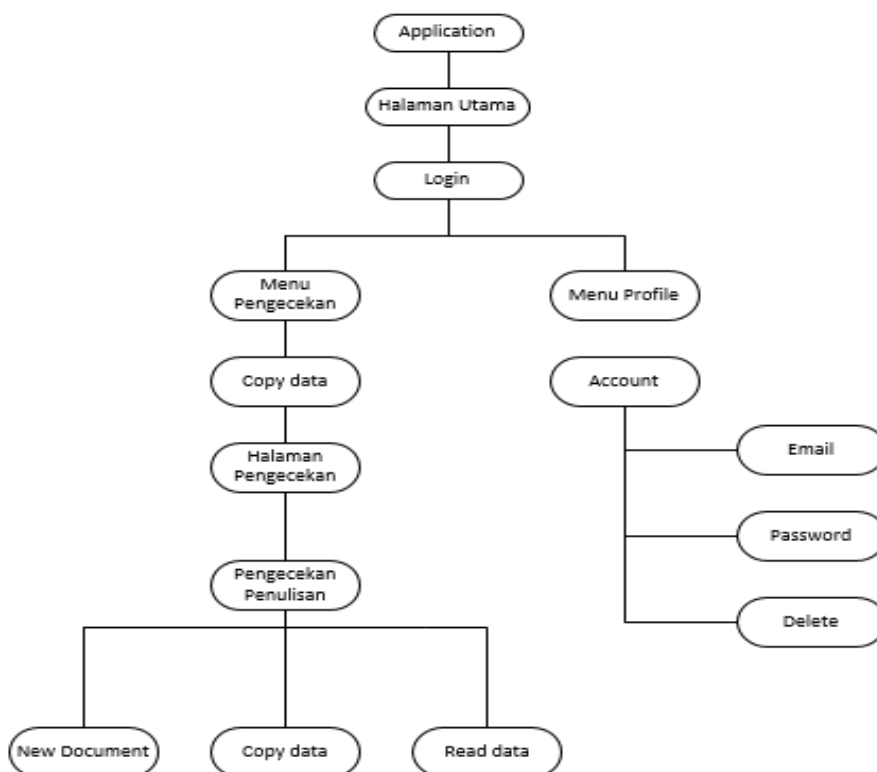 Application
Halaman Utama
Login
Menu
Pengecekan
Menu Profile
Copy data
Account
Halaman
Pengecekan
Email
Password
Pengecekan
Penulisan
Delete
New Document
Copy data
Read data